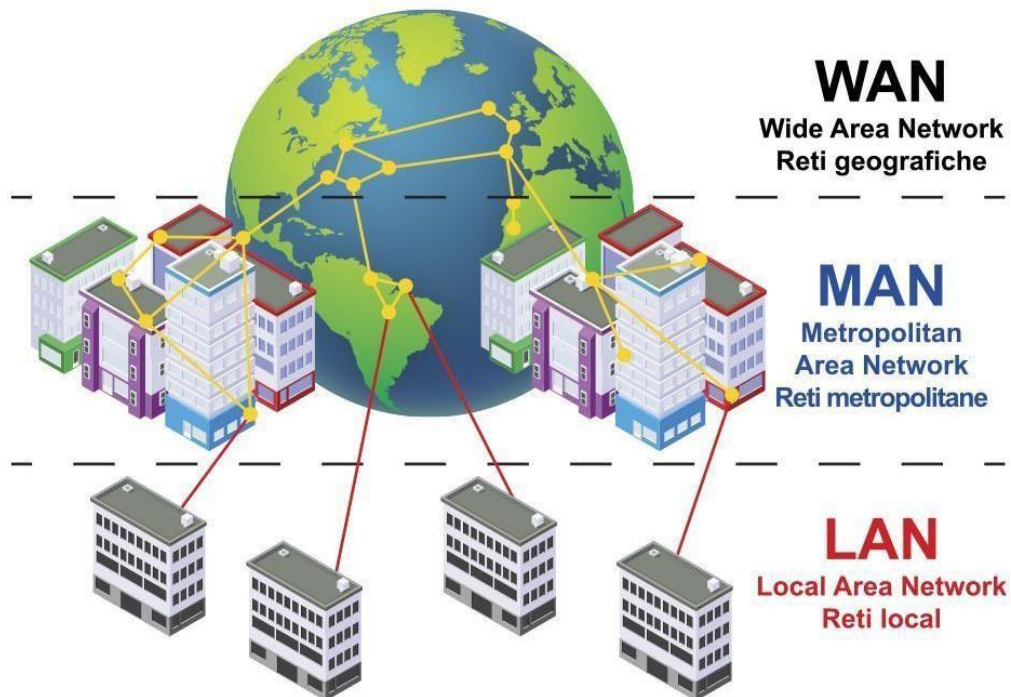 WAN
Wide Area Network
Reti geografiche
MAN
Metropolitan
Area Network
Reti metropolitane
LAN
Local Area Network
Reti local